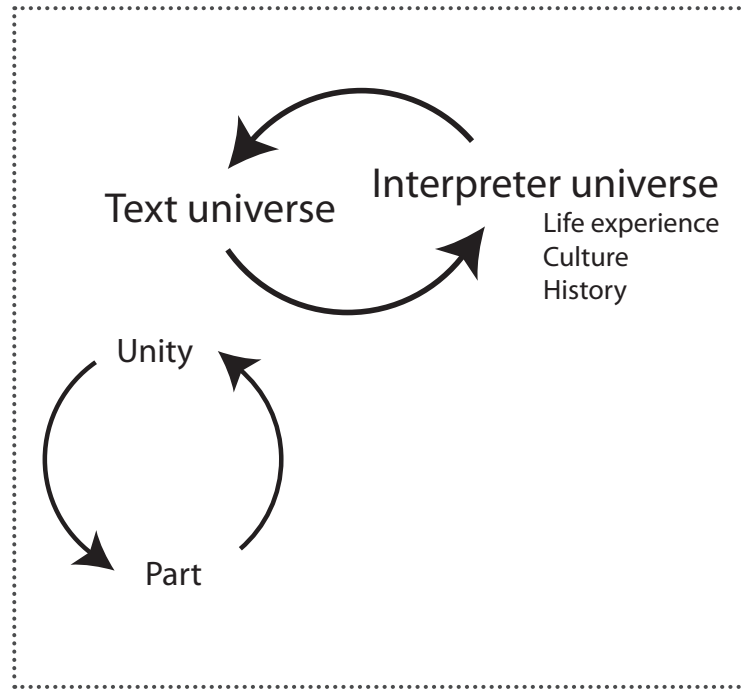 Text universe
Interpreter universe
Life experience
Culture
History
Unity
Part